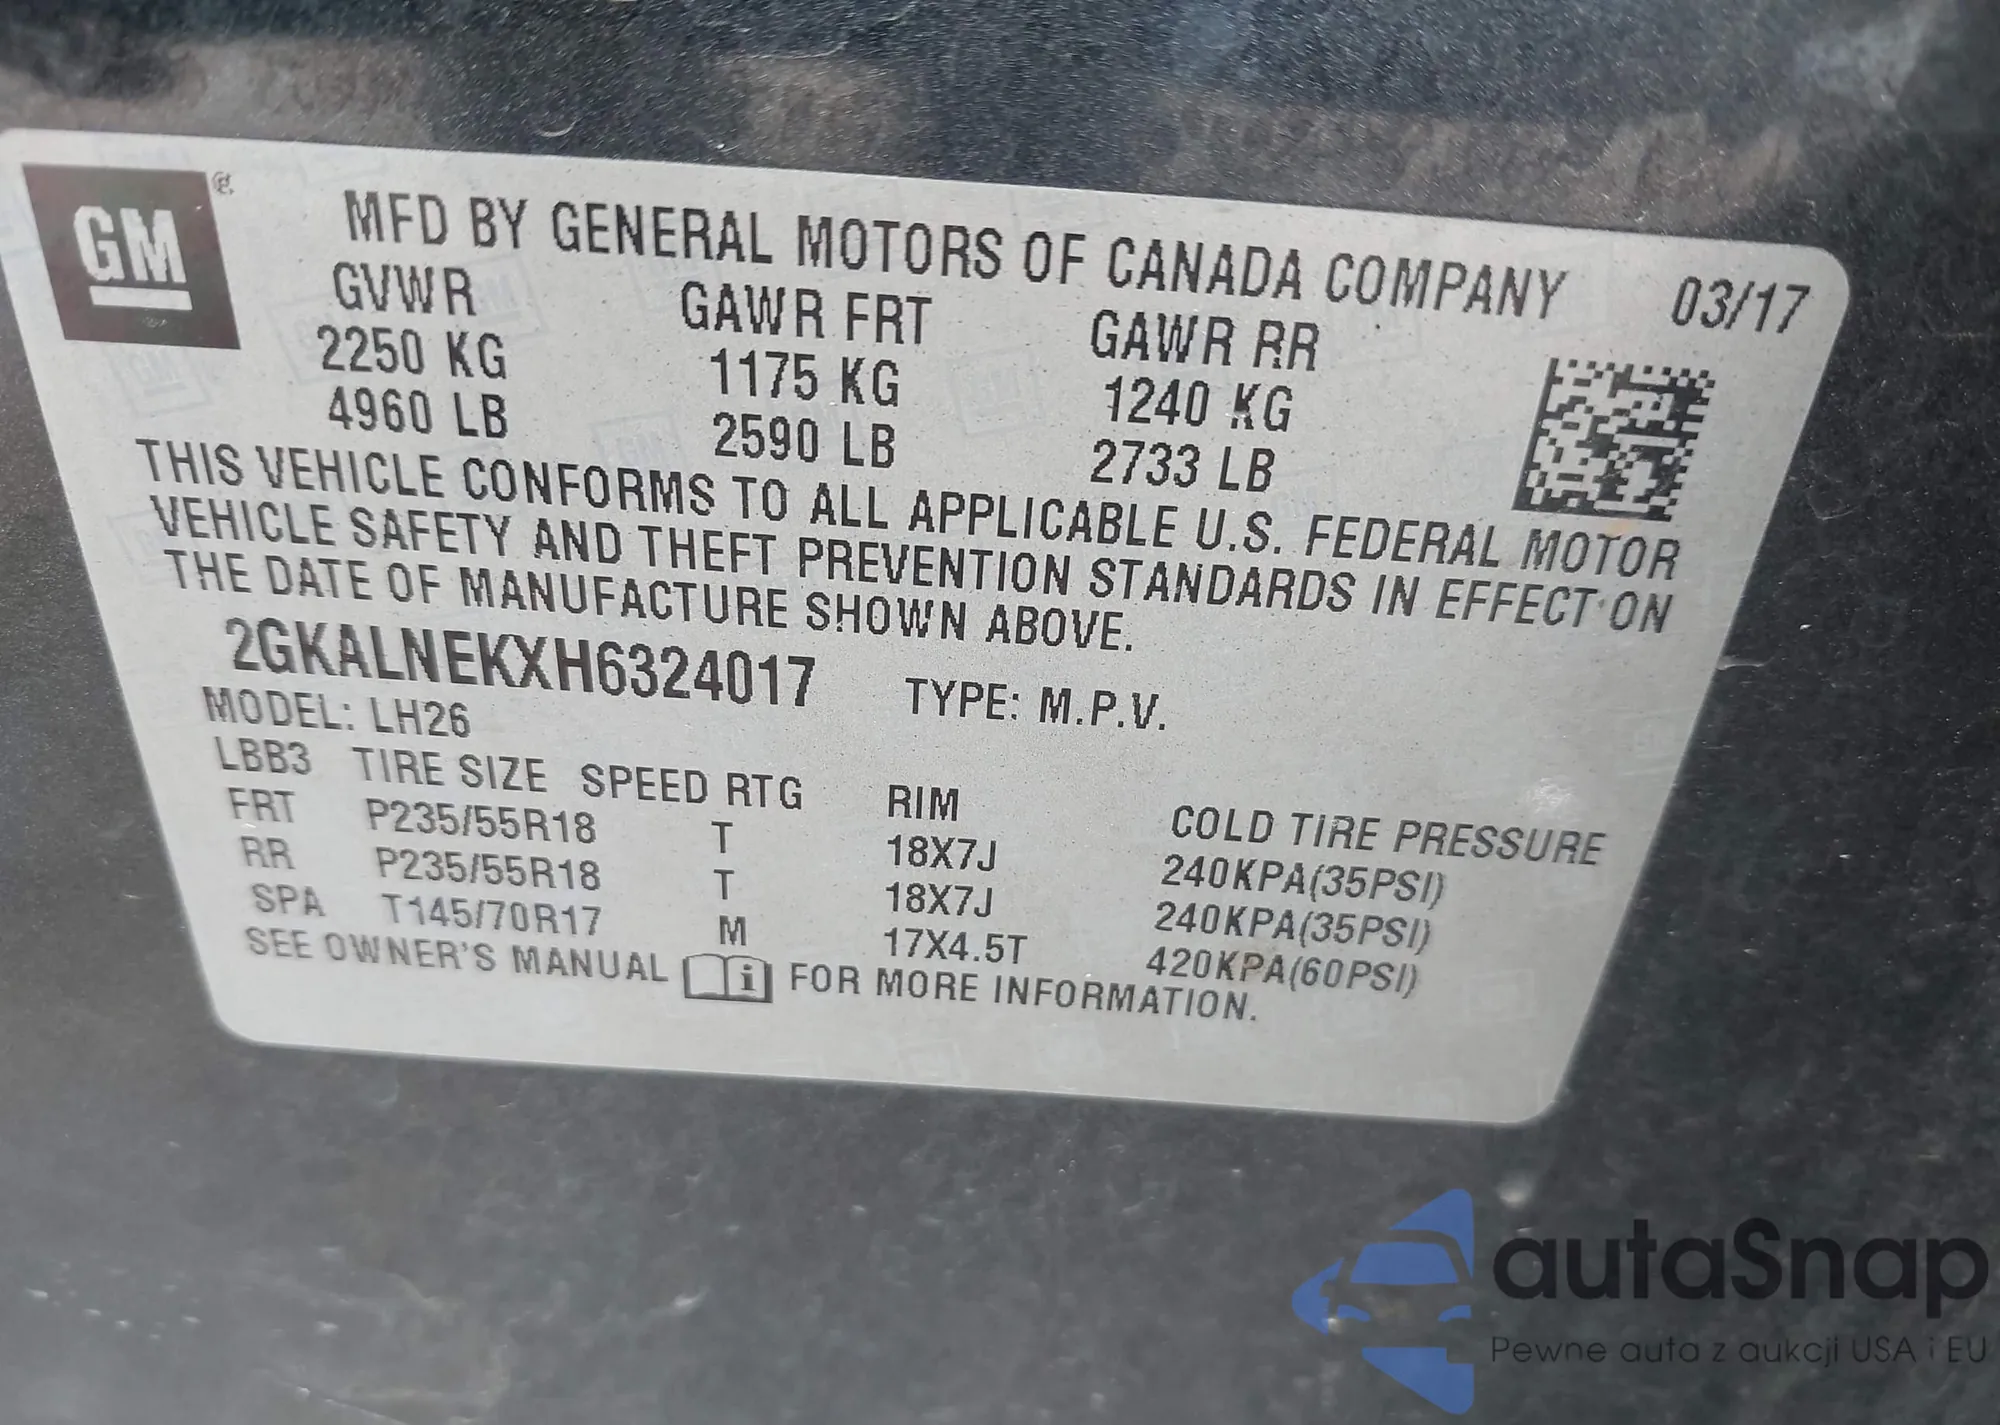 GM
MFD BY GENERAL MOTORS OF CANADA COMPANY 03/17
GVWR GAWR FRT GAWR RR
2250 KG 1175 KG 1240 KG
4960 LB 2590 LB 2733 LB
THIS VEHICLE CONFORMS TO ALL APPLICABLE U.S. FEDERAL MOTOR
VEHICLE SAFETY AND THEFT PREVENTION STANDARDS IN EFFECT ON
THE DATE OF MANUFACTURE SHOWN ABOVE.
2GKALNEKXH6324017 TYPE: M.P.V.
MODEL: LH26
LBB3 TIRE SIZE SPEED RTG RIM COLD TIRE PRESSURE
FRT P235/55R18 T 18X7J 240KPA(35PSI)
RR P235/55R18 T 18X7J 240KPA(35PSI)
SPA T145/70R17 M 17X4.5T 420KPA(60PSI)
SEE OWNER'S MANUAL i FOR MORE INFORMATION.
autaSnap
Pewne auta z aukcji USA i EU